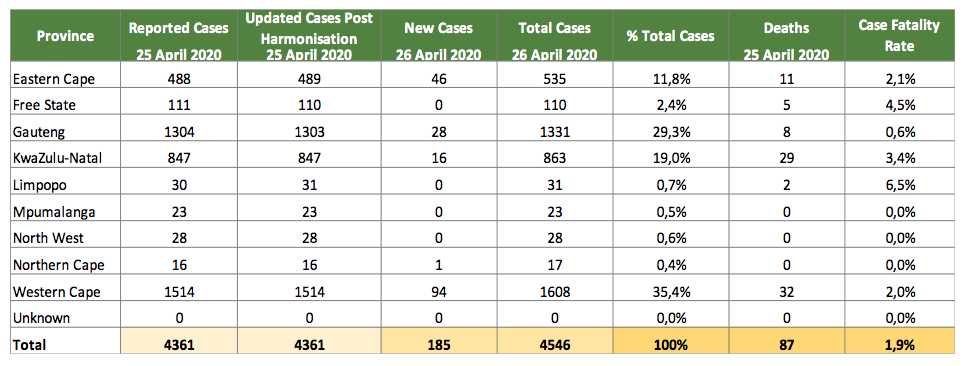 Province Reported Cases 25 April 2020 Updated Cases Post Harmonisation 25 April 2020 New Cases 26 April 2020 Total Cases 26 April 2020 % Total Cases Deaths 25 April 2020 Case Fatality Rate
Eastern Cape 488 489 46 535 11,8% 11 2,1%
Free State 111 110 0 110 2,4% 5 4,5%
Gauteng 1304 1303 28 1331 29,3% 8 0,6%
KwaZulu-Natal 847 847 16 863 19,0% 29 3,4%
Limpopo 30 31 0 31 0,7% 2 6,5%
Mpumalanga 23 23 0 23 0,5% 0 0,0%
North West 28 28 0 28 0,6% 0 0,0%
Northern Cape 16 16 1 17 0,4% 0 0,0%
Western Cape 1514 1514 94 1608 35,4% 32 2,0%
Unknown 0 0 0 0 0,0% 0 0,0%
Total 4361 4361 185 4546 100% 87 1,9%